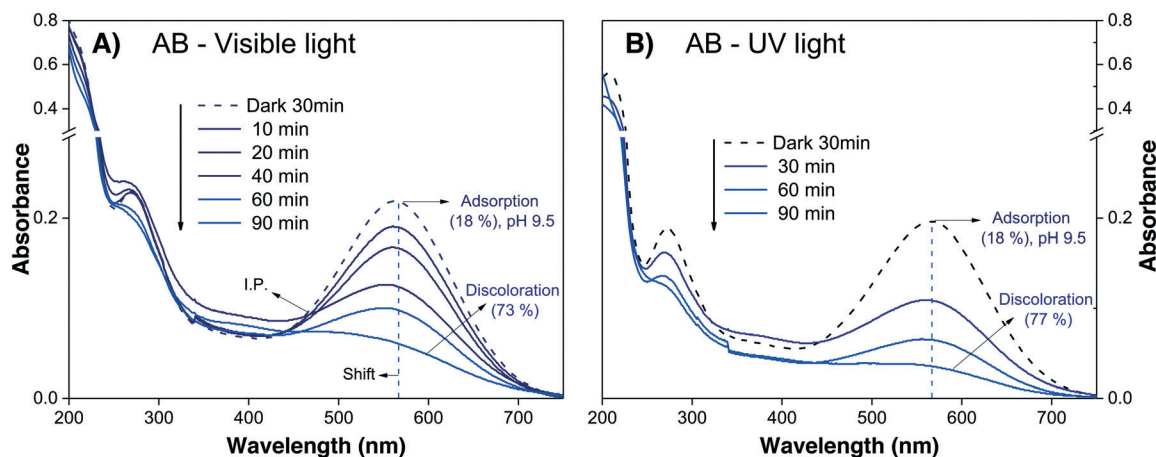 A) AB - Visible light
0.8
0.6
0.4
0.2
0.0
Absorbance
Dark 30min
10 min
20 min
40 min
60 min
90 min
Adsorption
(18 %), pH 9.5
I.P.
Discoloration
(73 %)
Shift
200 300 400 500 600 700
Wavelength (nm)
B) AB - UV light
Dark 30min
30 min
60 min
90 min
Adsorption
(18 %), pH 9.5
Discoloration
(77 %)
200 300 400 500 600 700
Wavelength (nm)
0.8
0.6
0.4
0.2
0.0
Absorbance